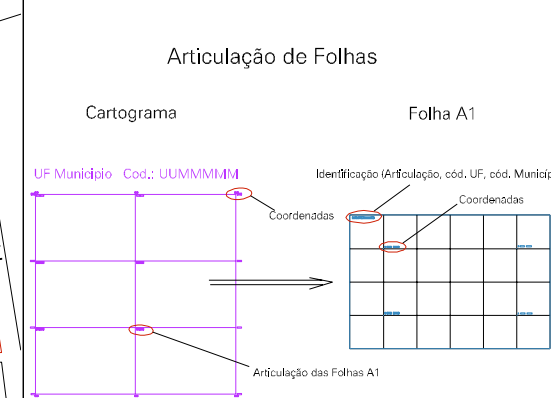 Articulação de Folhas
Cartograma
Folha A1
UF Municipio Cod.: UUMMMMM
Identificação (Articulação, cód. UF, cód. Municíp
Coordenadas
Coordenadas
Articulação das Folhas A1